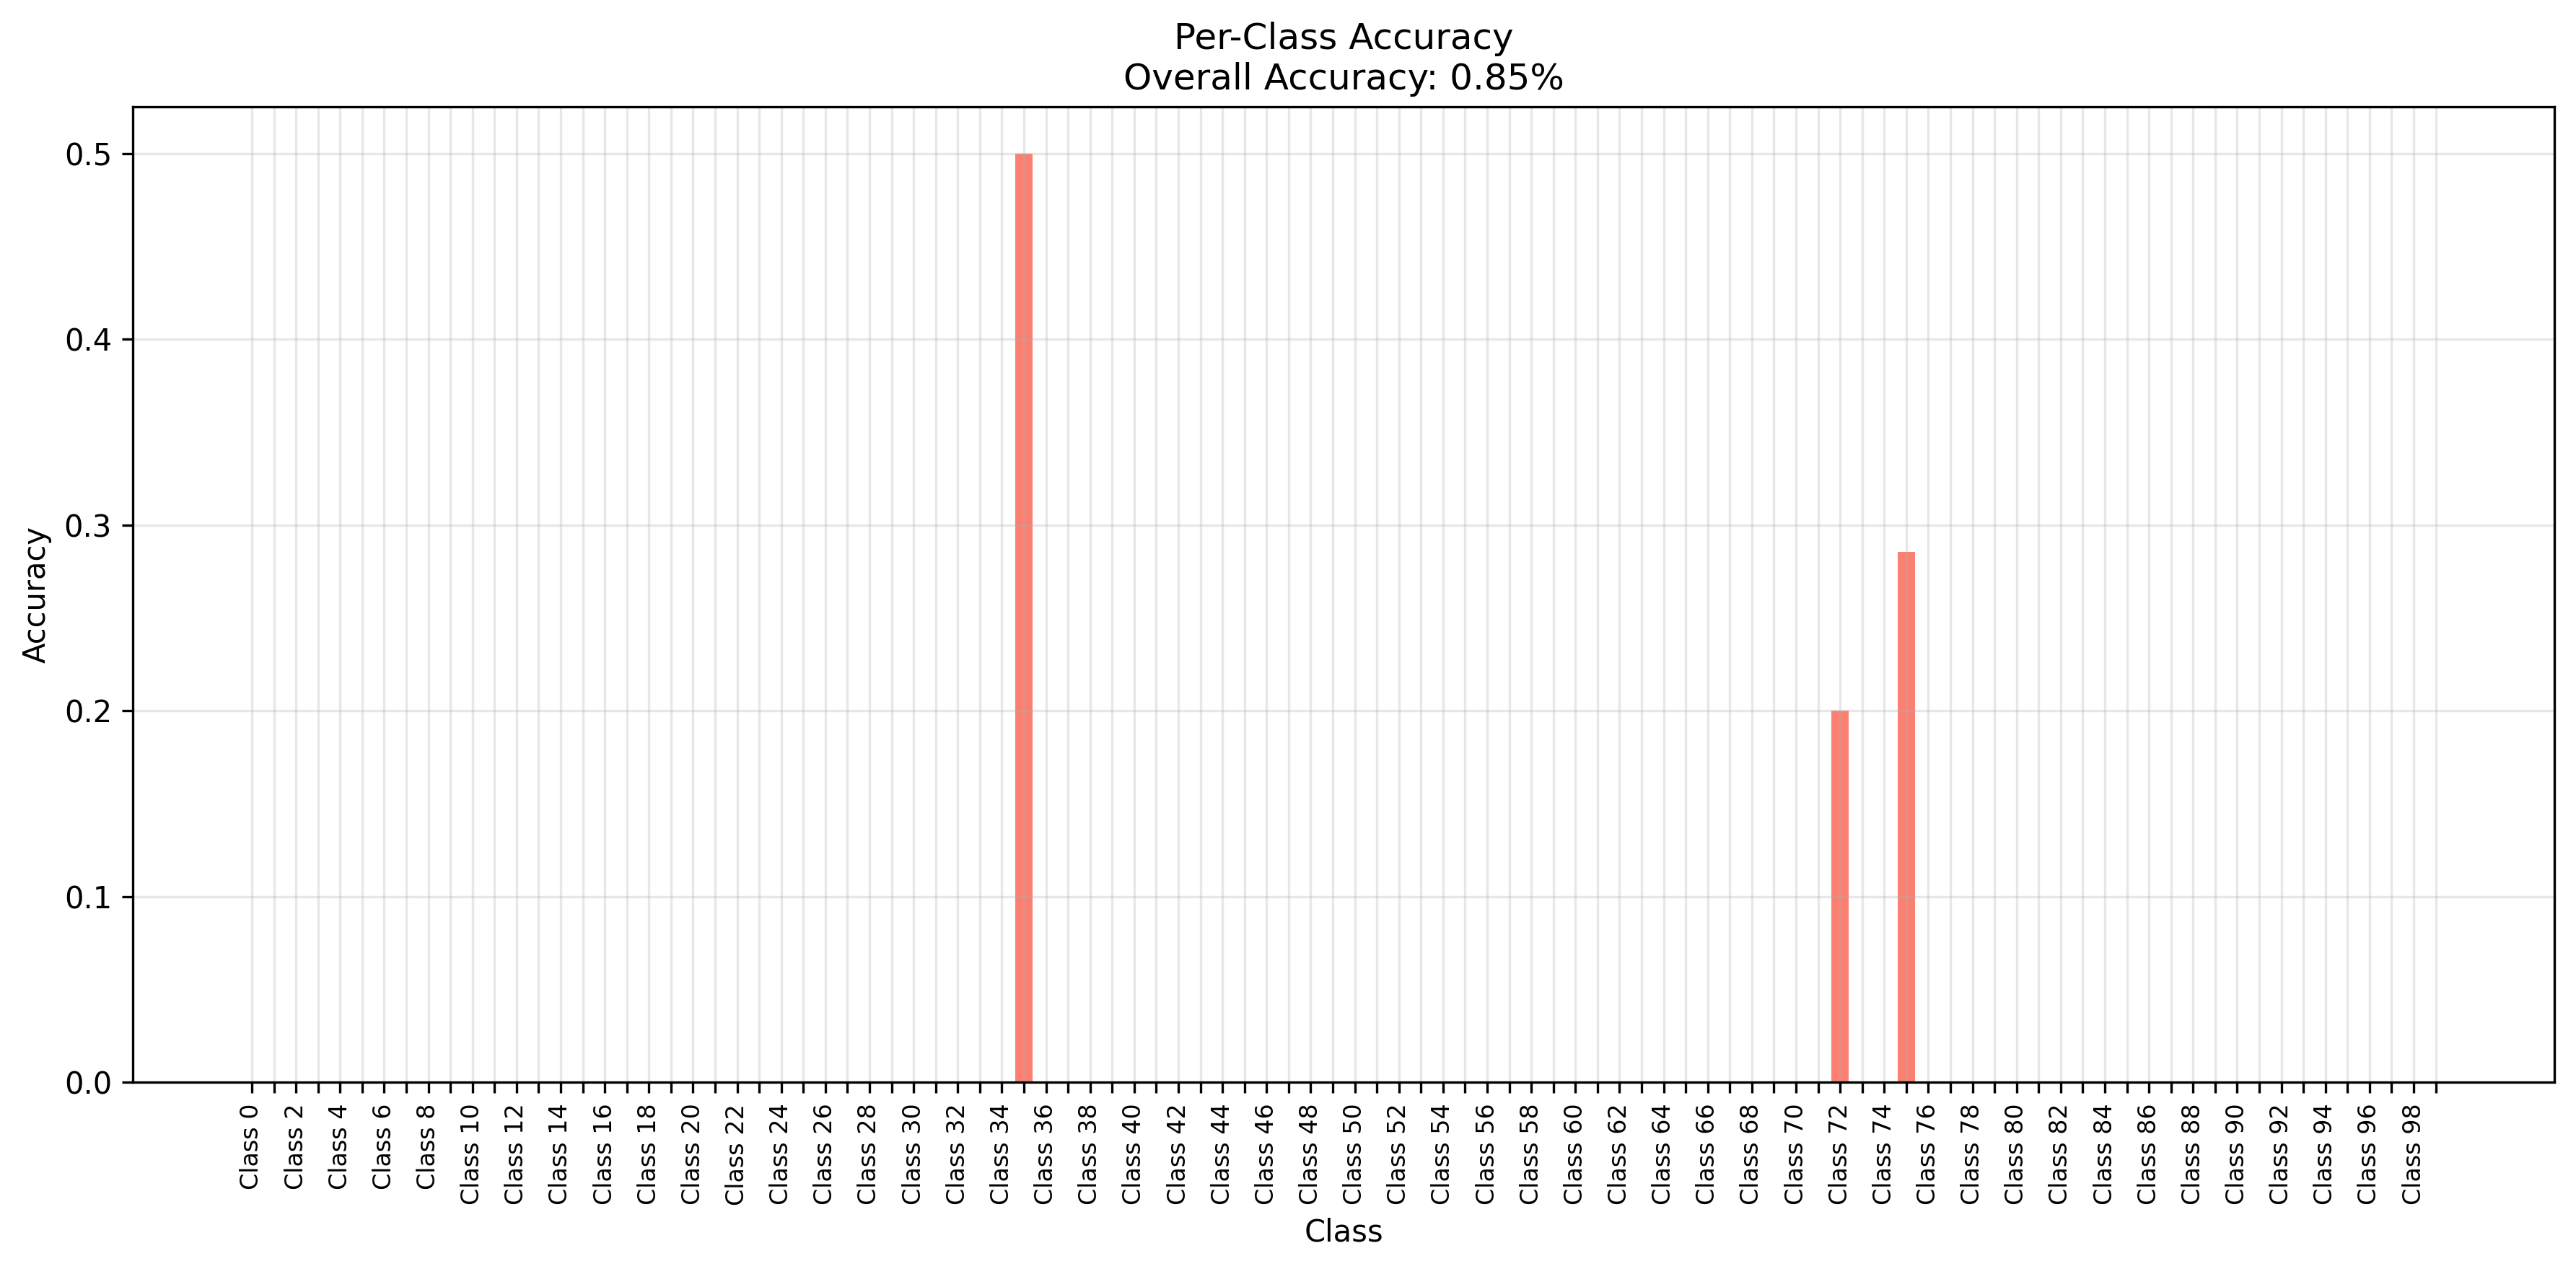 Per-Class Accuracy
Overall Accuracy: 0.85%
Accuracy
0.5
0.4
0.3
0.2
0.1
0.0
Class 0
Class 2
Class 4
Class 6
Class 8
Class 10
Class 12
Class 14
Class 16
Class 18
Class 20
Class 22
Class 24
Class 26
Class 28
Class 30
Class 32
Class 34
Class 36
Class 38
Class 40
Class 42
Class 44
Class 46
Class 48
Class 50
Class 52
Class 54
Class 56
Class 58
Class 60
Class 62
Class 64
Class 66
Class 68
Class 70
Class 72
Class 74
Class 76
Class 78
Class 80
Class 82
Class 84
Class 86
Class 88
Class 90
Class 92
Class 94
Class 96
Class 98
Class